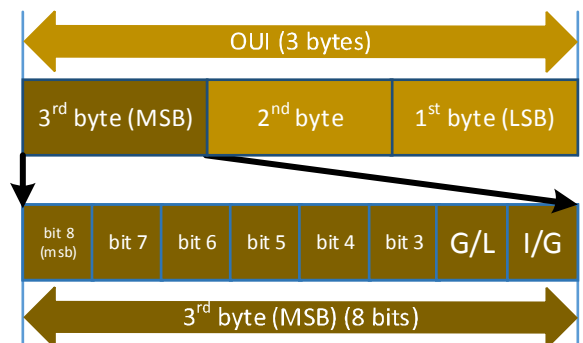 OUI (3 bytes)
3rd byte (MSB) 2nd byte 1st byte (LSB)
bit 8 (msb) bit 7 bit 6 bit 5 bit 4 bit 3 G/L I/G
3rd byte (MSB) (8 bits)